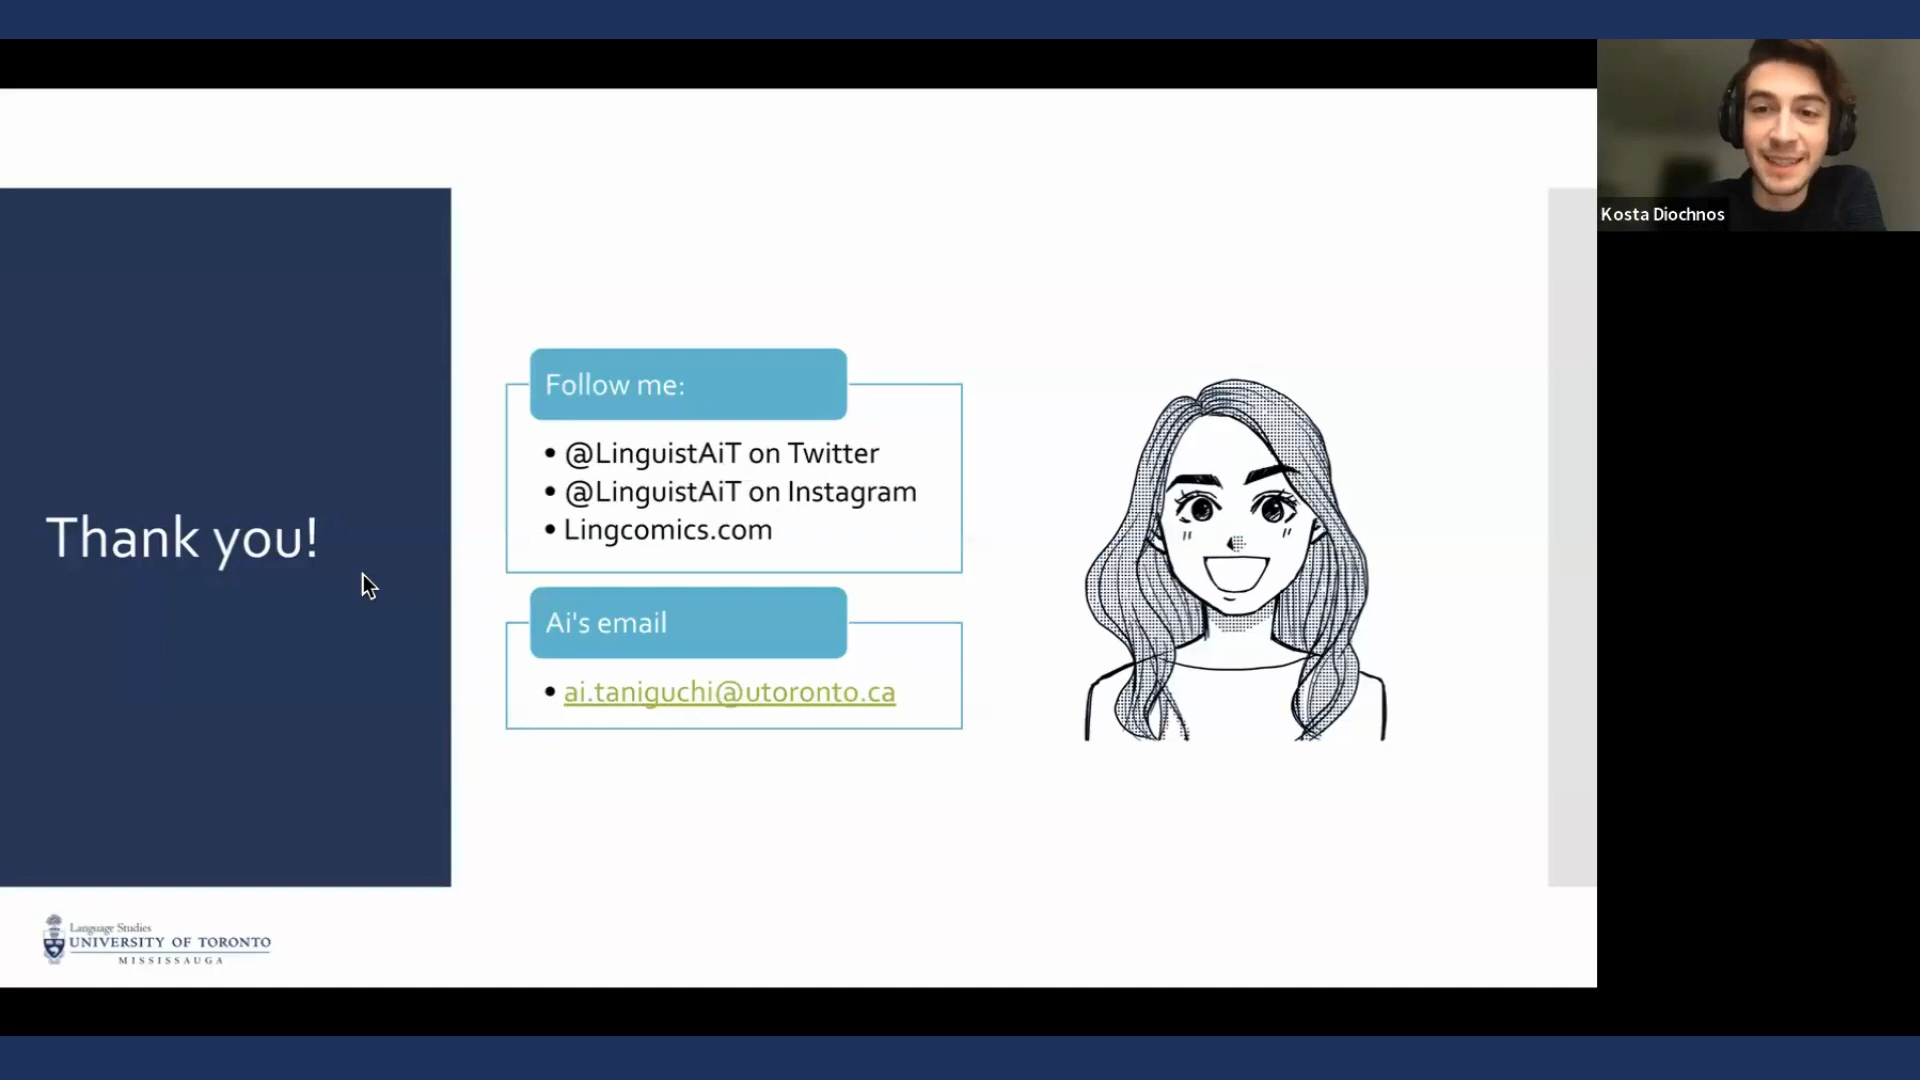 Kosta Diochnos
Thank you!
Follow me:
• @LinguistAiT on Twitter
• @LinguistAiT on Instagram
• Lingcomics.com
Ai's email
• ai.taniguchi@utoronto.ca
Language Studies
UNIVERSITY OF TORONTO
MISSISSAUGA